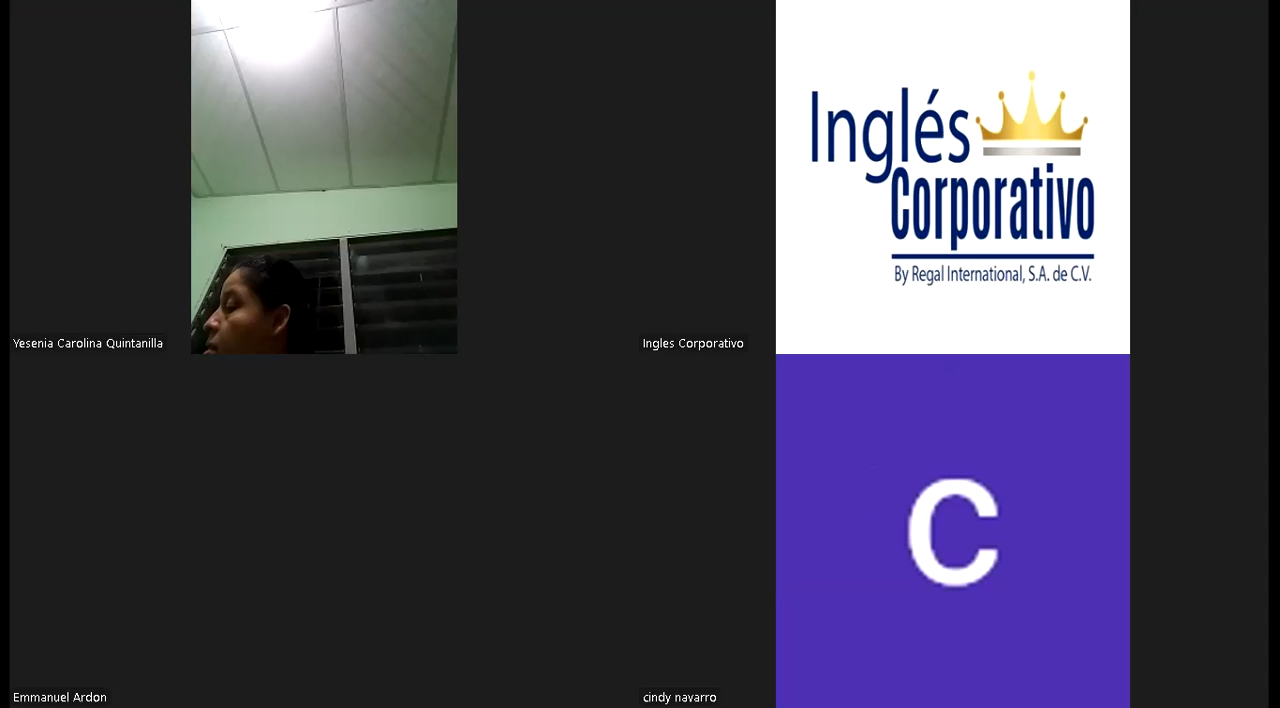 Inglés
Corporativo
By Regal International, S.A. de C.V.
Yesenia Carolina Quintanilla
Ingles Corporativo
C
Emmanuel Ardon
cindy navarro